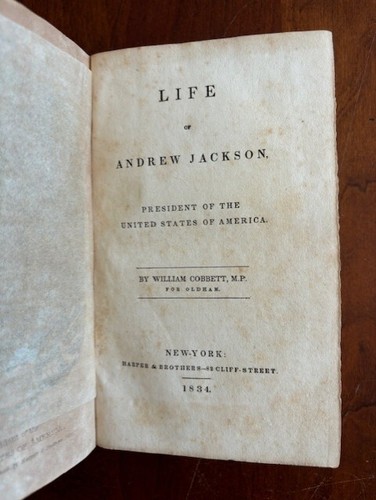 LIFE
OF
ANDREW JACKSON,
PRESIDENT OF THE
UNITED STATES OF AMERICA.
BY WILLIAM COBBETT, M.P.
FOR OLDHAM.
NEW-YORK:
HARPER & BROTHERS—82 CLIFF-STREET.
1834.